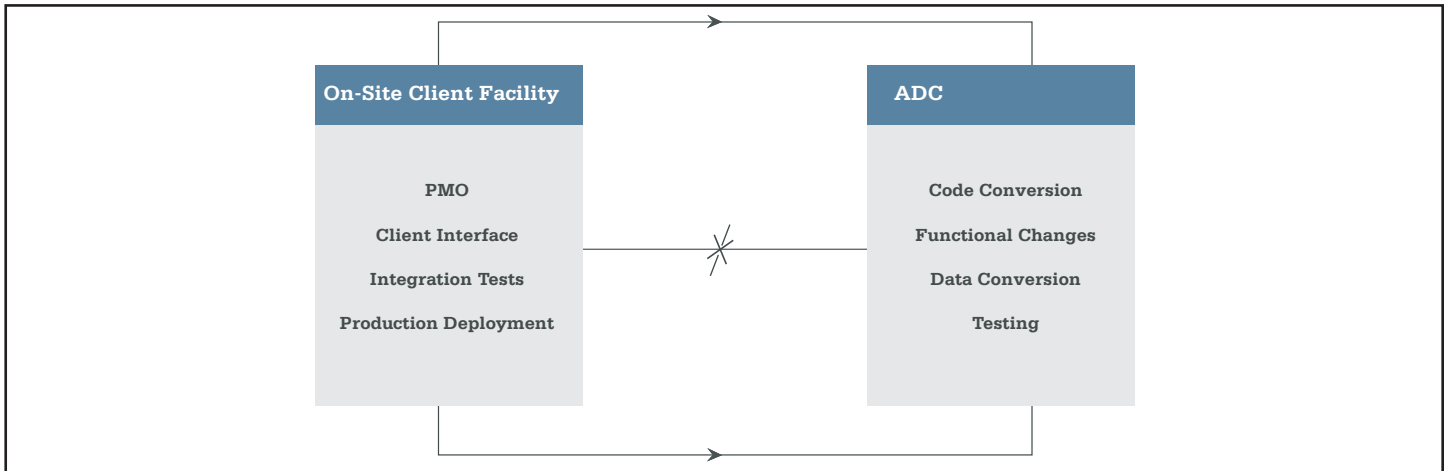 On-Site Client Facility
PMO
Client Interface
Integration Tests
Production Deployment
ADC
Code Conversion
Functional Changes
Data Conversion
Testing